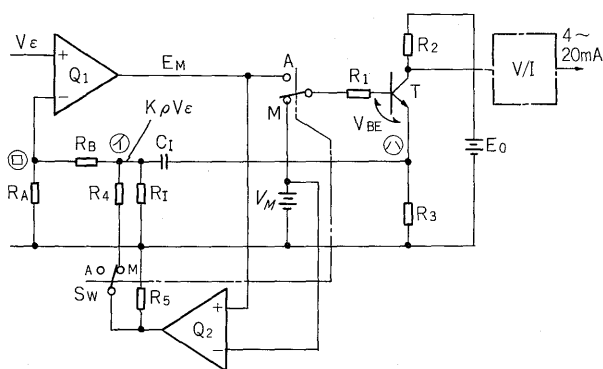 Vε
+
−
Q1
EM
A
M
R1
VBE
T
R2
V/I
4～
20mA
E0
KρVε
ロ
RB
イ
CI
ハ
RA
R4
RI
VM
R3
A
M
SW
R5
Q2
+
−